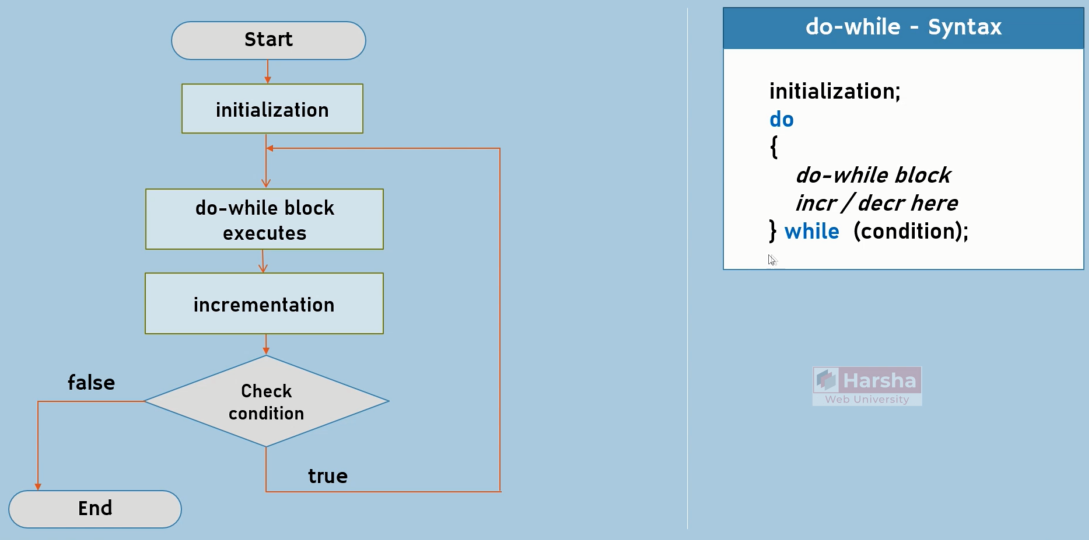 Start
initialization
do-while block
executes
incrementation
Check
condition
false
true
End
do-while - Syntax
initialization;
do
{
do-while block
incr / decr here
} while (condition);
Harsha
Web University